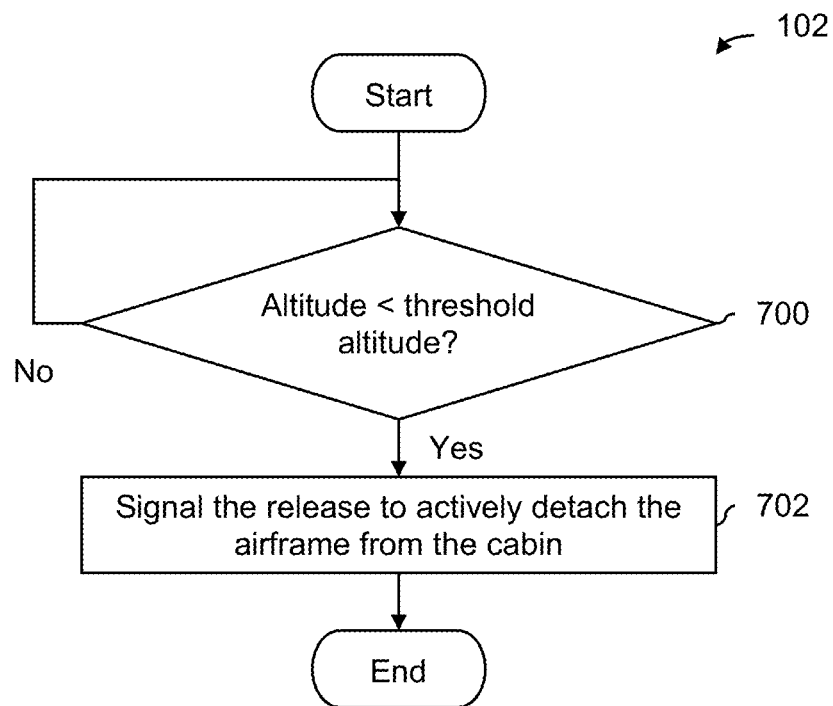 102
Start
Altitude < threshold
altitude?
700
No
Yes
Signal the release to actively detach the
airframe from the cabin
702
End